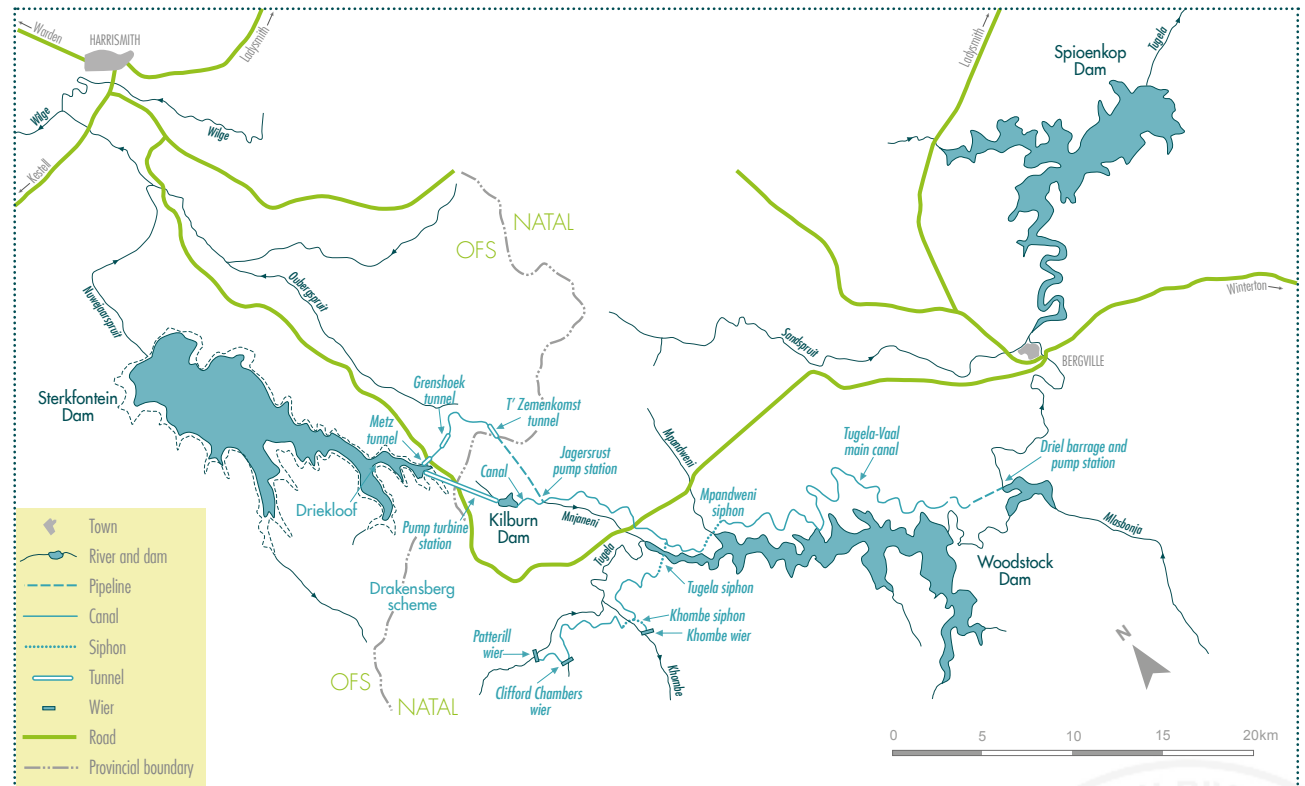 Warden
HARRISMITH
Ladysmith
Ladysmith
Tugela
Spioenkop
Dam
Wilge
Wilge
Kestell
NATAL
OFS
Oubergspruit
Nuwejaarspruit
Winterton
Sandspruit
BERGVILLE
Sterkfontein
Dam
Grenshoek
tunnel
T' Zemenkomst
tunnel
Metz
tunnel
Mpandweni
Tugela-Vaal
main canal
Driel barrage and
pump station
Jagersrust
pump station
Canal
Driekloof
Mpandweni
siphon
Pump turbine
station
Kilburn
Dam
Mnjaneni
Mlasbonja
Tugela
Woodstock
Dam
Drakensberg
scheme
Tugela siphon
Khombe siphon
Khombe wier
Patterill
wier
Khombe
Clifford Chambers
wier
OFS
NATAL
N
0 5 10 15 20km
Town
River and dam
Pipeline
Canal
Siphon
Tunnel
Wier
Road
Provincial boundary